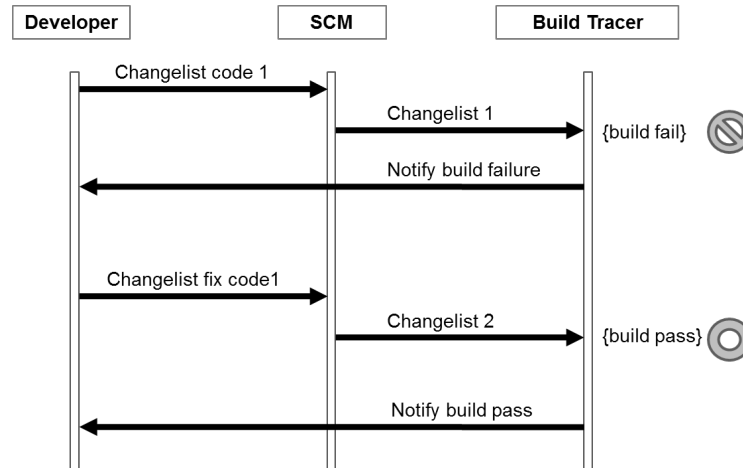 Developer
SCM
Build Tracer
Changelist code 1
Changelist 1
{build fail}
Notify build failure
Changelist fix code1
Changelist 2
{build pass}
Notify build pass